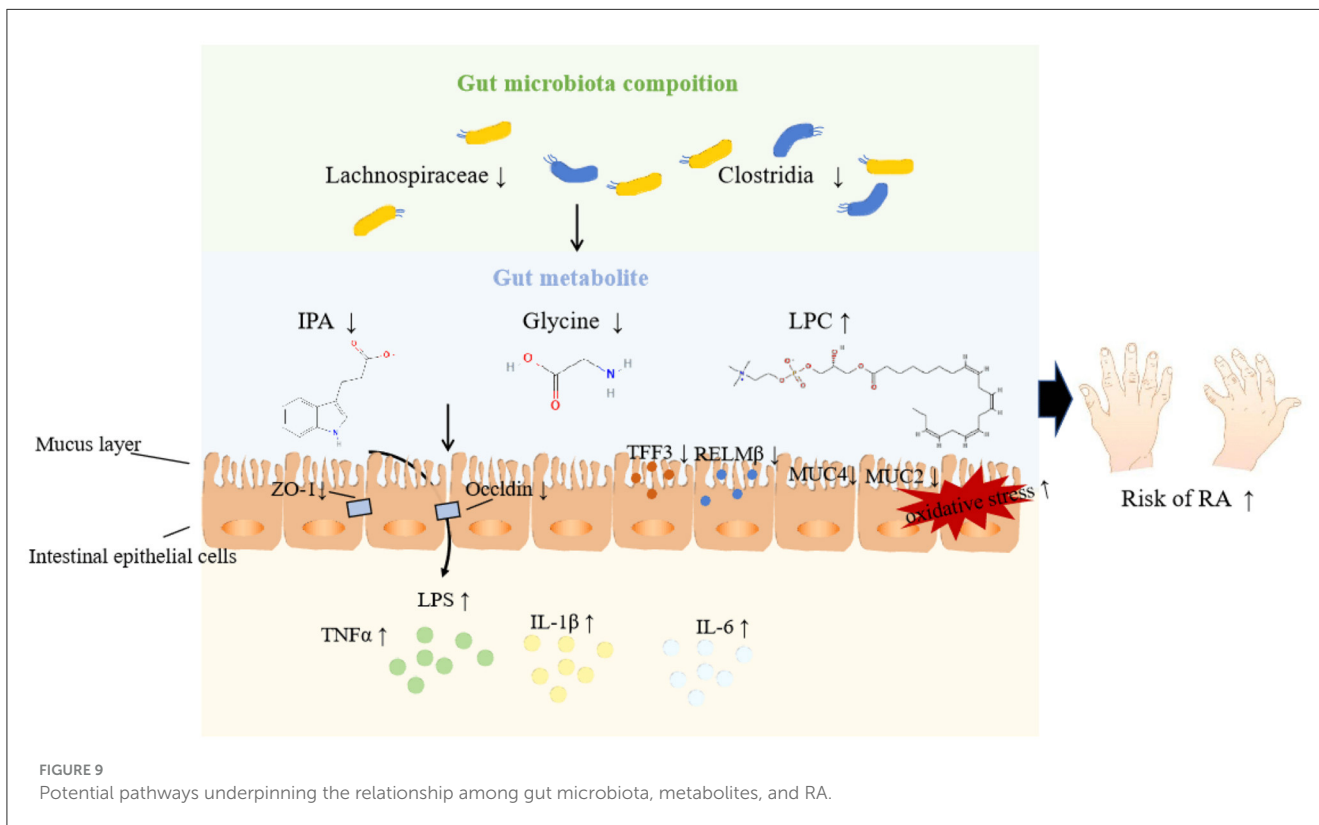 Gut microbiota compoition
Lachnospiraceae ↓
Clostridia ↓
Gut metabolite
IPA ↓
Glycine ↓
LPC ↑
O
O-
N
H
H
O
O
N
H
H
N+
O
O-
P
O
O
O
H
O
O
H
H
H
H
H
H
H
H
Mucus layer
TFF3 ↓
RELMβ ↓
ZO-1↓
Occldin ↓
MUC4↓
MUC2 ↓
oxidative stress ↑
Risk of RA ↑
Intestinal epithelial cells
LPS ↑
TNFα ↑
IL-1β ↑
IL-6 ↑
FIGURE 9
Potential pathways underpinning the relationship among gut microbiota, metabolites, and RA.